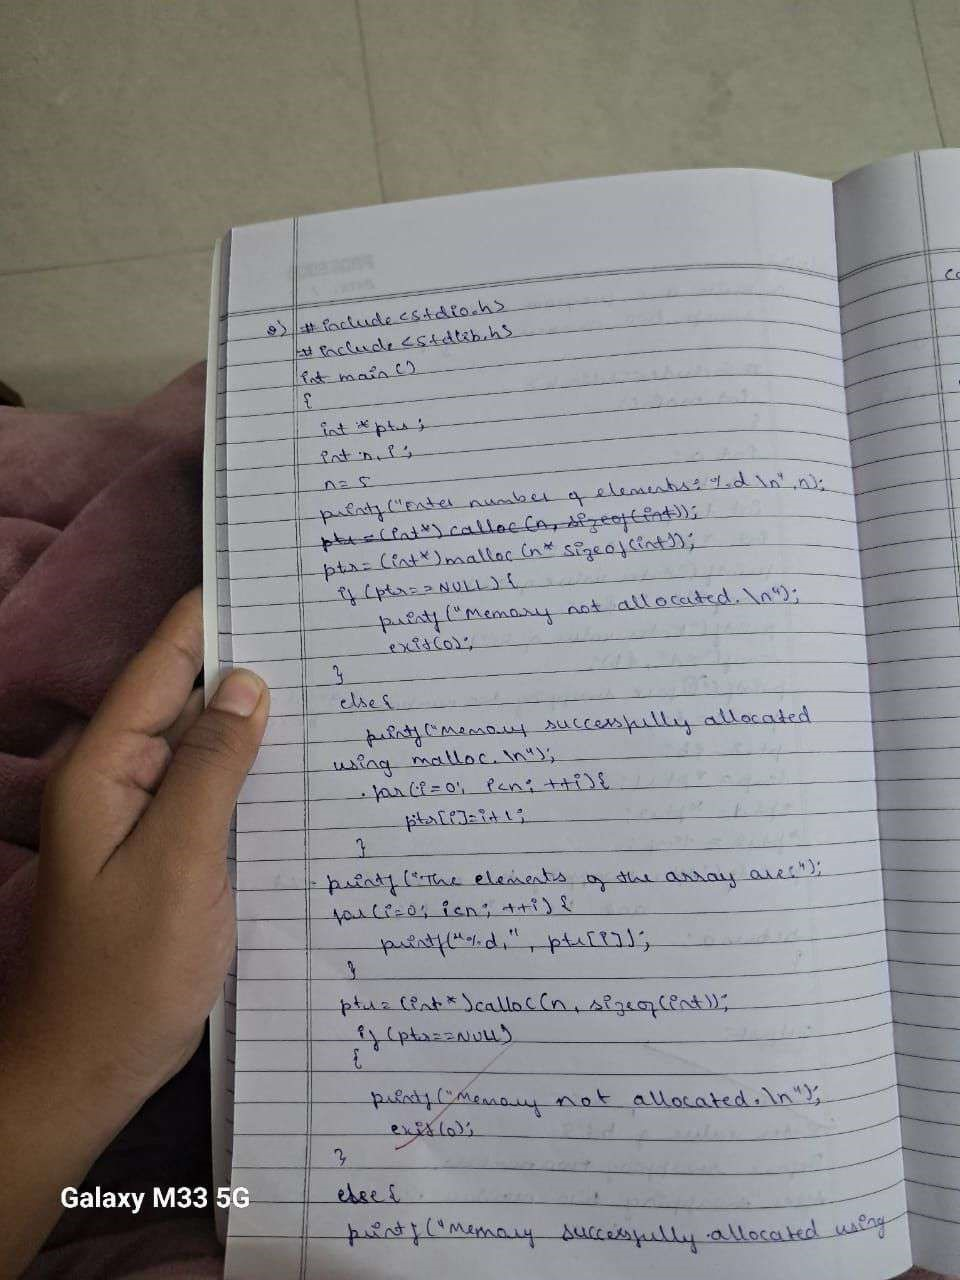 Q) #include<stdio.h>
#include<stdlib.h>
int main()
{
int *ptr;
int n, i;
n=5
printf("Enter number of elements: %d \n", n);
ptr=(int*) calloc(n, sizeof(int));
ptr=(int*)malloc(n* sizeof(int));
if (ptr==NULL) {
printf("Memory not allocated. \n");
exit(0);
}
else{
printf("Memory successfully allocated
using malloc. \n");
for(i=0; i<n; ++i){
ptr[i]=i+1;
}
printf("The elements of the array are:");
for(i=0; i<n; ++i) {
printf("%d,", ptr[i]);
}
ptr=(int*)calloc(n, sizeof(int));
if (ptr==NULL)
{
printf("Memory not allocated. \n");
exit(0);
}
else{
printf("Memory successfully allocated using
Galaxy M33 5G